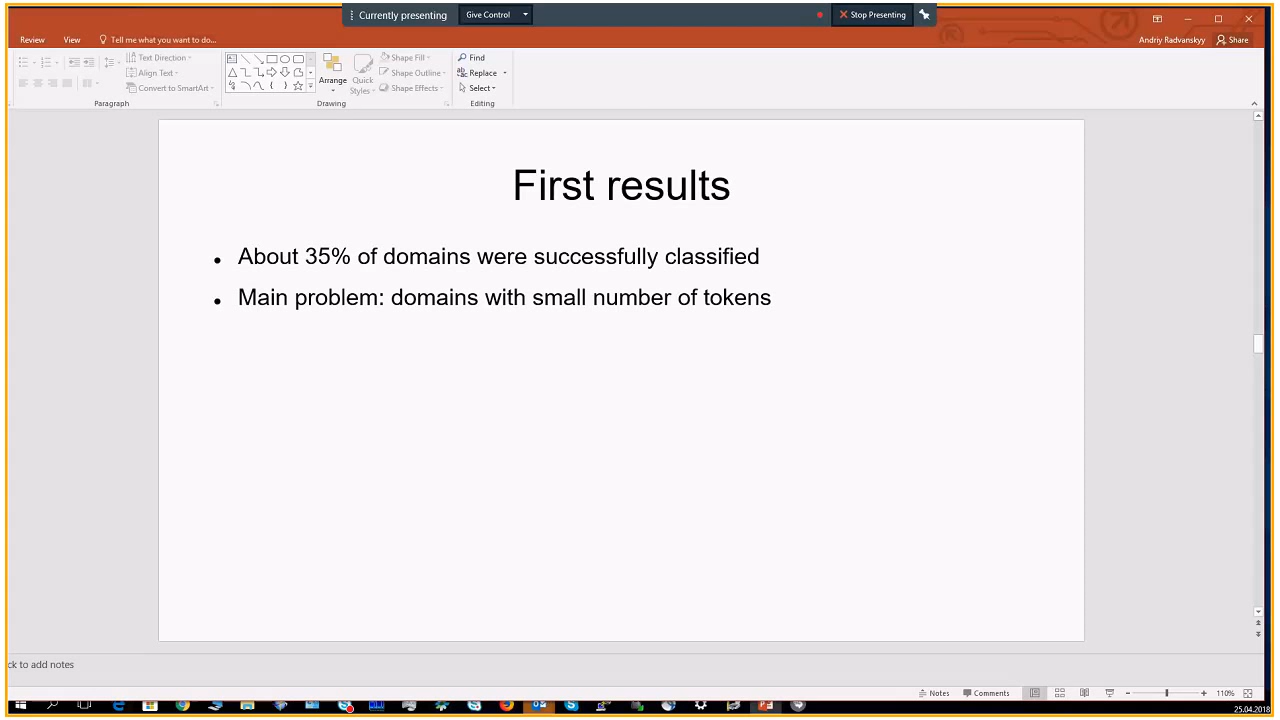 Currently presenting
Give Control
Stop Presenting
Review
View
Tell me what you want to do...
Andriy Radvanskyy
Share
Text Direction
Align Text
Convert to SmartArt
Paragraph
Arrange
Quick Styles
Shape Fill
Shape Outline
Shape Effects
Drawing
Find
Replace
Select
Editing
First results
• About 35% of domains were successfully classified
• Main problem: domains with small number of tokens
ck to add notes
Notes
Comments
110%
25.04.2018